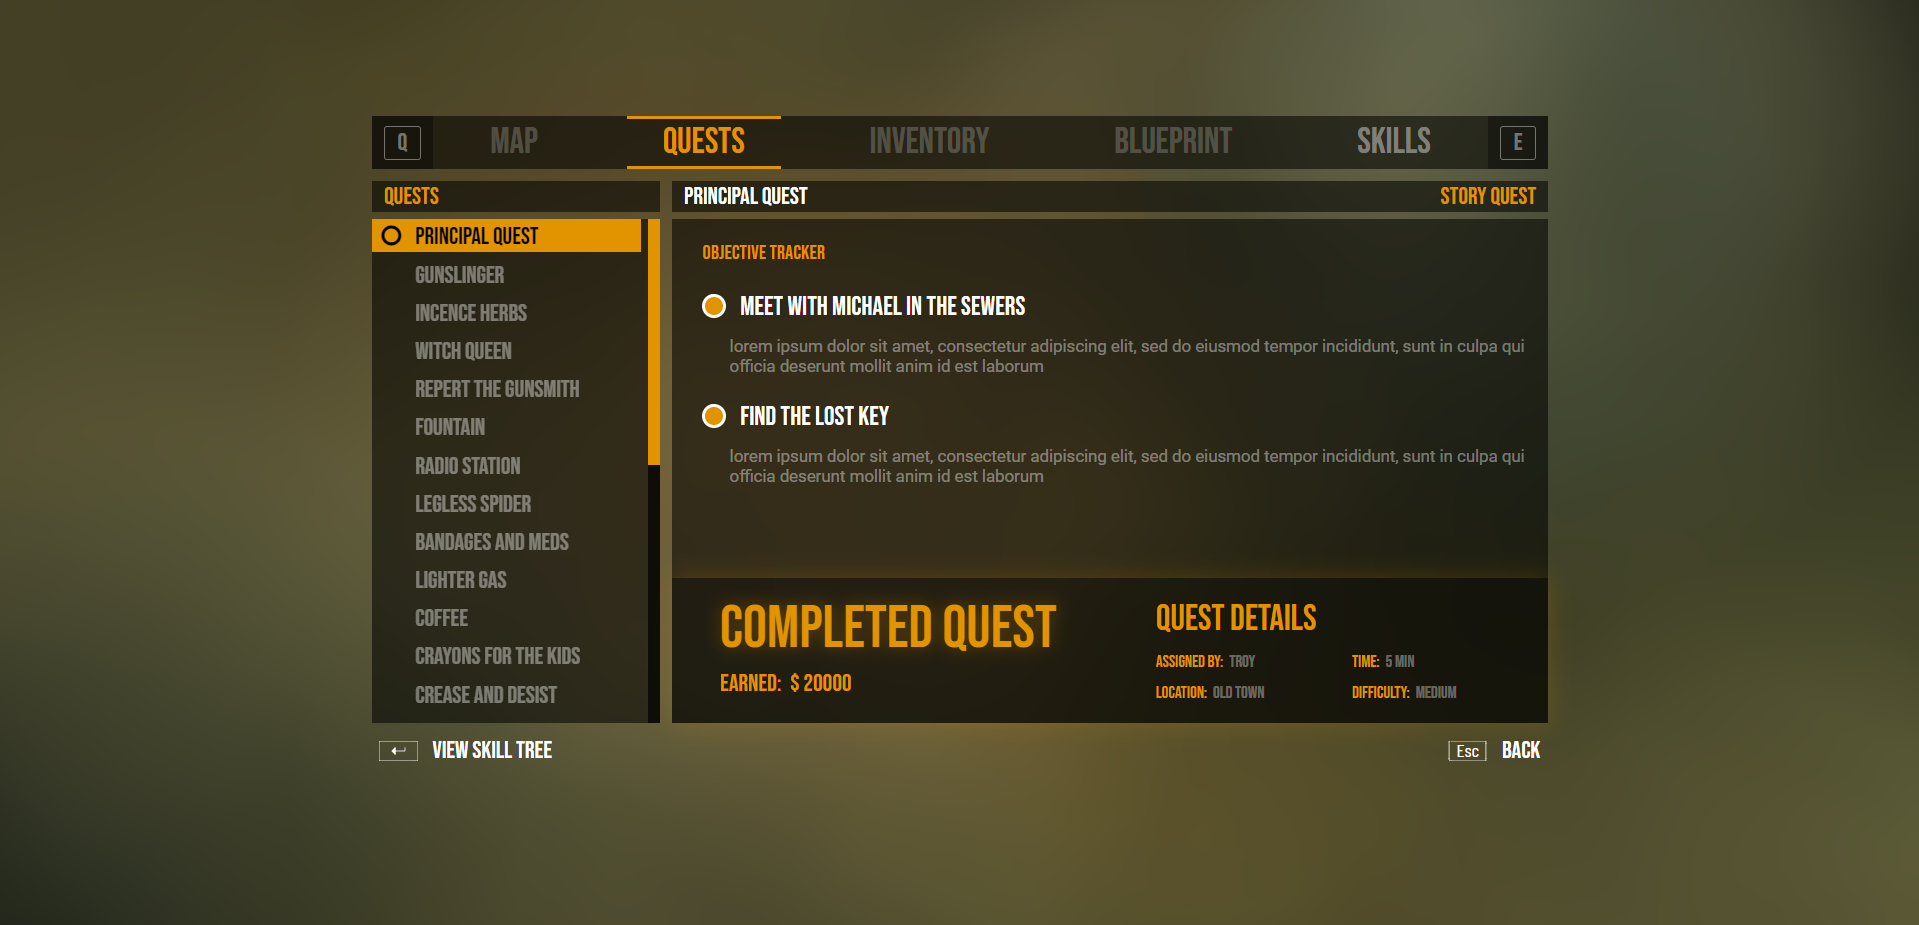 Q MAP QUESTS INVENTORY BLUEPRINT SKILLS E
QUESTS
PRINCIPAL QUEST
GUNSLINGER
INCENCE HERBS
WITCH QUEEN
REPERT THE GUNSMITH
FOUNTAIN
RADIO STATION
LEGLESS SPIDER
BANDAGES AND MEDS
LIGHTER GAS
COFFEE
CRAYONS FOR THE KIDS
CREASE AND DESIST
PRINCIPAL QUEST STORY QUEST
OBJECTIVE TRACKER
MEET WITH MICHAEL IN THE SEWERS
lorem ipsum dolor sit amet, consectetur adipiscing elit, sed do eiusmod tempor incididunt, sunt in culpa qui
officia deserunt mollit anim id est laborum
FIND THE LOST KEY
lorem ipsum dolor sit amet, consectetur adipiscing elit, sed do eiusmod tempor incididunt, sunt in culpa qui
officia deserunt mollit anim id est laborum
COMPLETED QUEST
EARNED: $ 20000
QUEST DETAILS
ASSIGNED BY: TROY TIME: 5 MIN
LOCATION: OLD TOWN DIFFICULTY: MEDIUM
VIEW SKILL TREE
Esc BACK